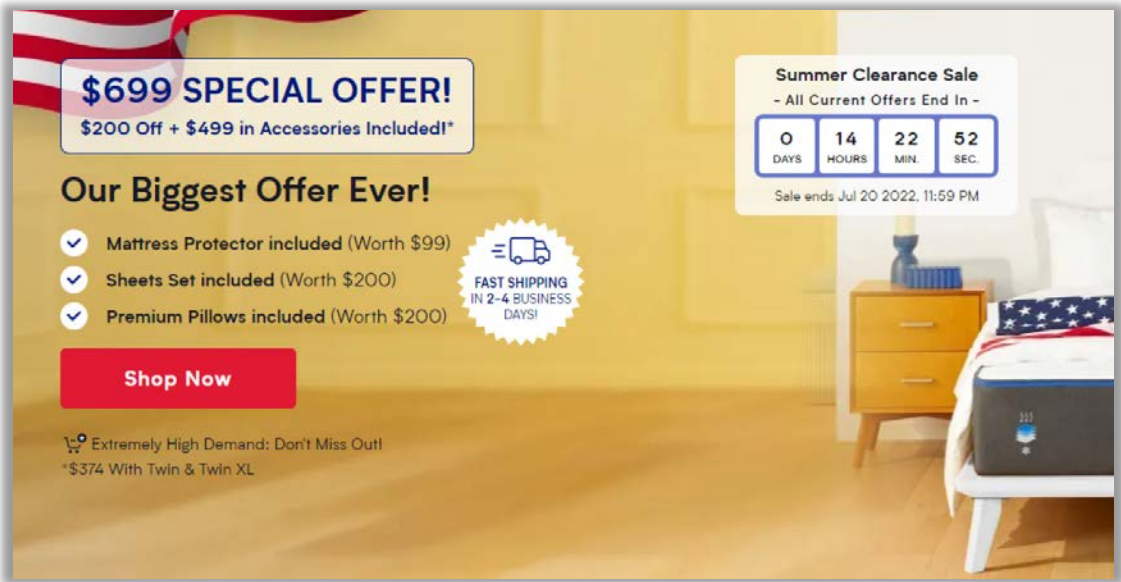 $699 SPECIAL OFFER!
$200 Off + $499 in Accessories Included!*
Our Biggest Offer Ever!
Mattress Protector included (Worth $99)
Sheets Set included (Worth $200)
Premium Pillows included (Worth $200)
FAST SHIPPING
IN 2-4 BUSINESS
DAYS!
Shop Now
Extremely High Demand: Don't Miss Out!
*$374 With Twin & Twin XL
Summer Clearance Sale
- All Current Offers End In -
0 14 22 52
DAYS HOURS MIN. SEC.
Sale ends Jul 20 2022, 11:59 PM